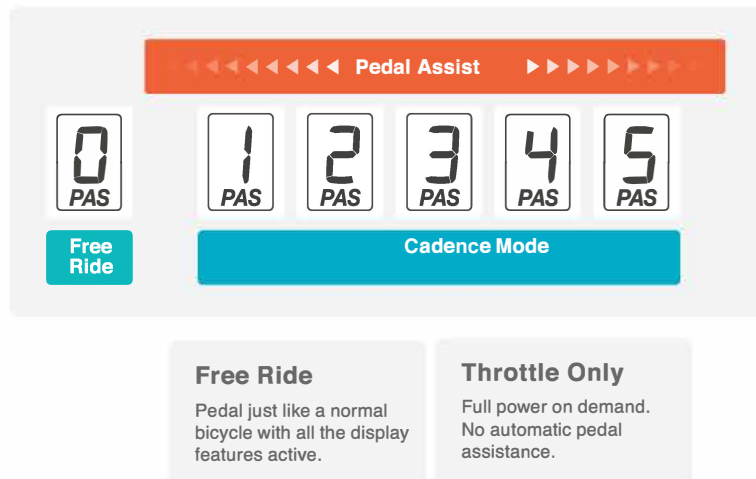 Pedal Assist
0 1 2 3 4 5
PAS PAS PAS PAS PAS PAS
Free
Ride
Cadence Mode
Free Ride
Pedal just like a normal
bicycle with all the display
features active.
Throttle Only
Full power on demand.
No automatic pedal
assistance.